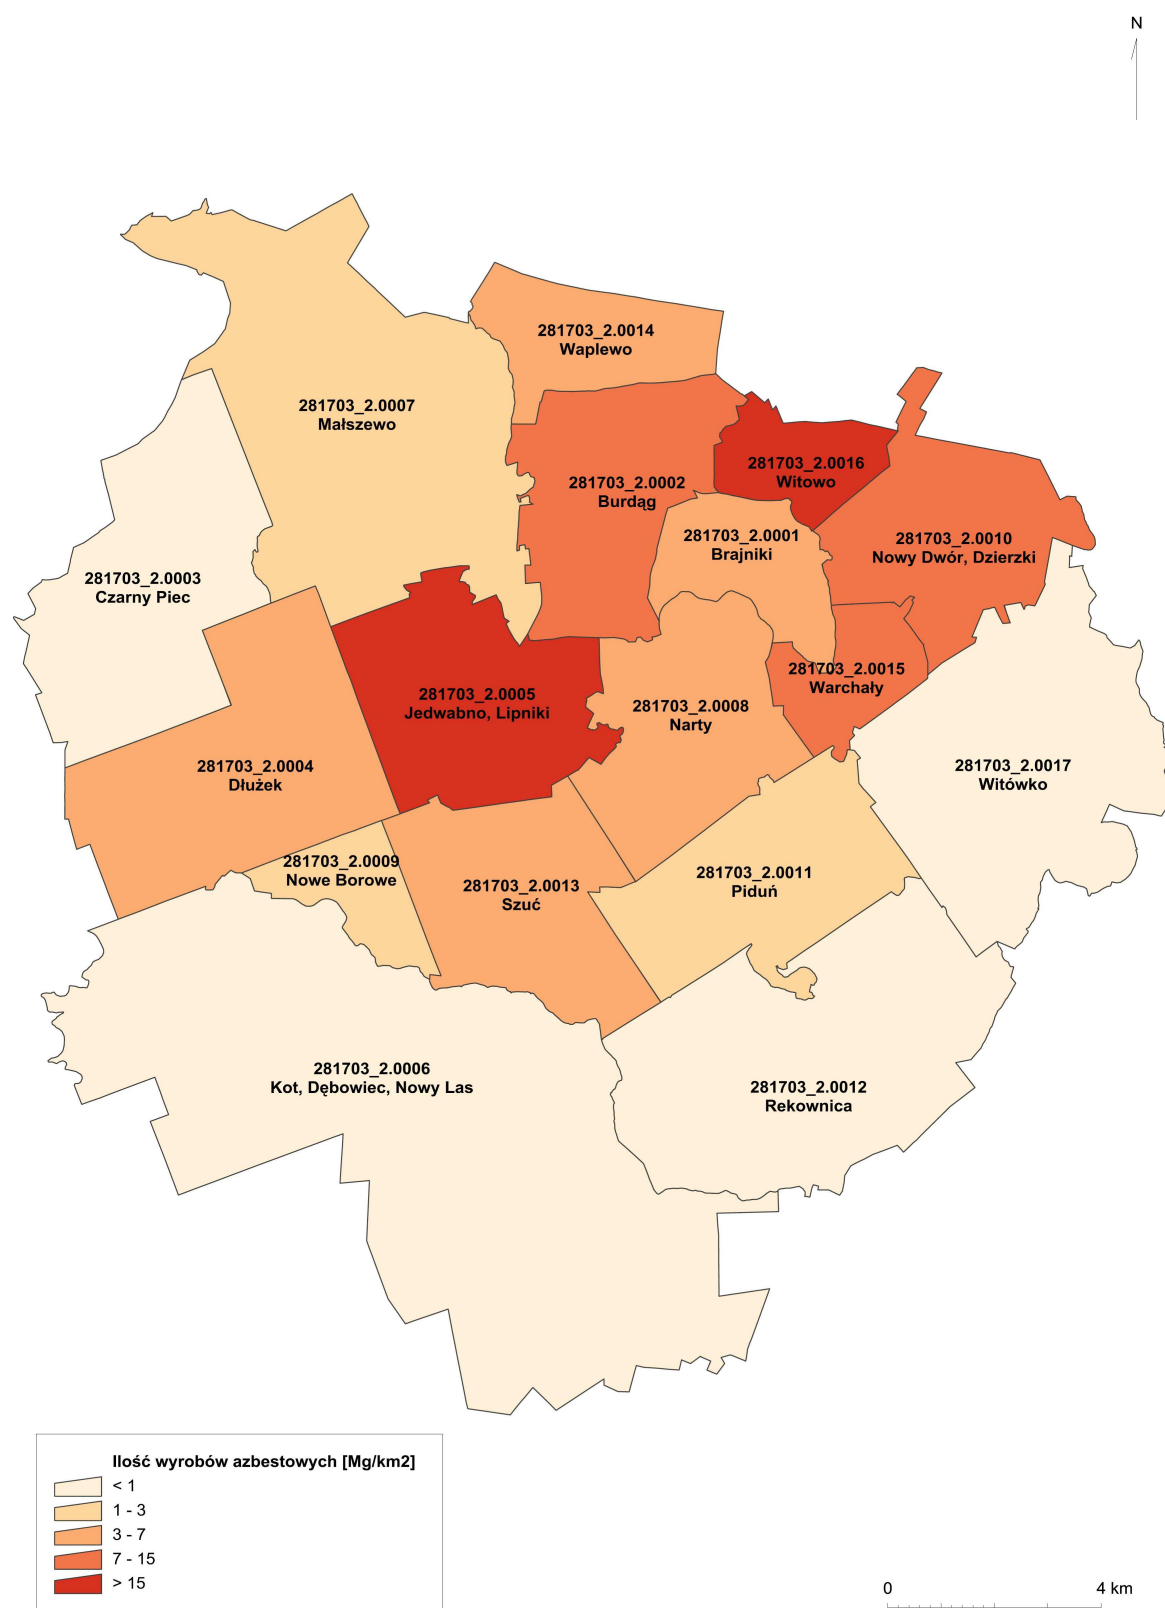 N
281703_2.0014
Waplewo
281703_2.0007
Małszewo
281703_2.0016
Witowo
281703_2.0002
Burdąg
281703_2.0001
Brajniki
281703_2.0010
Nowy Dwór, Dzierzki
281703_2.0003
Czarny Piec
281703_2.0015
Warchały
281703_2.0005
Jedwabno, Lipniki
281703_2.0008
Narty
281703_2.0004
Dłużek
281703_2.0017
Witówko
281703_2.0009
Nowe Borowe
281703_2.0011
Piduń
281703_2.0013
Szuć
281703_2.0006
Kot, Dębowiec, Nowy Las
281703_2.0012
Rekownica
Ilość wyrobów azbestowych [Mg/km2]
< 1
1 - 3
3 - 7
7 - 15
> 15
0 4 km